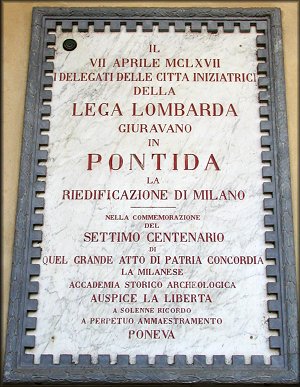 IL
VII APRILE MCLXVII
I DELEGATI DELLE CITTA INIZIATRICI
DELLA
LEGA LOMBARDA
GIURAVANO
IN
PONTIDA
LA
RIEDIFICAZIONE DI MILANO
NELLA COMMEMORAZIONE
DEL
SETTIMO CENTENARIO
DI
QUEL GRANDE ATTO DI PATRIA CONCORDIA
LA MILANESE
ACCADEMIA STORICO ARCHEOLOGICA
AUSPICE LA LIBERTA
A SOLENNE RICORDO
A PERPETUO AMMAESTRAMENTO
PONEVA